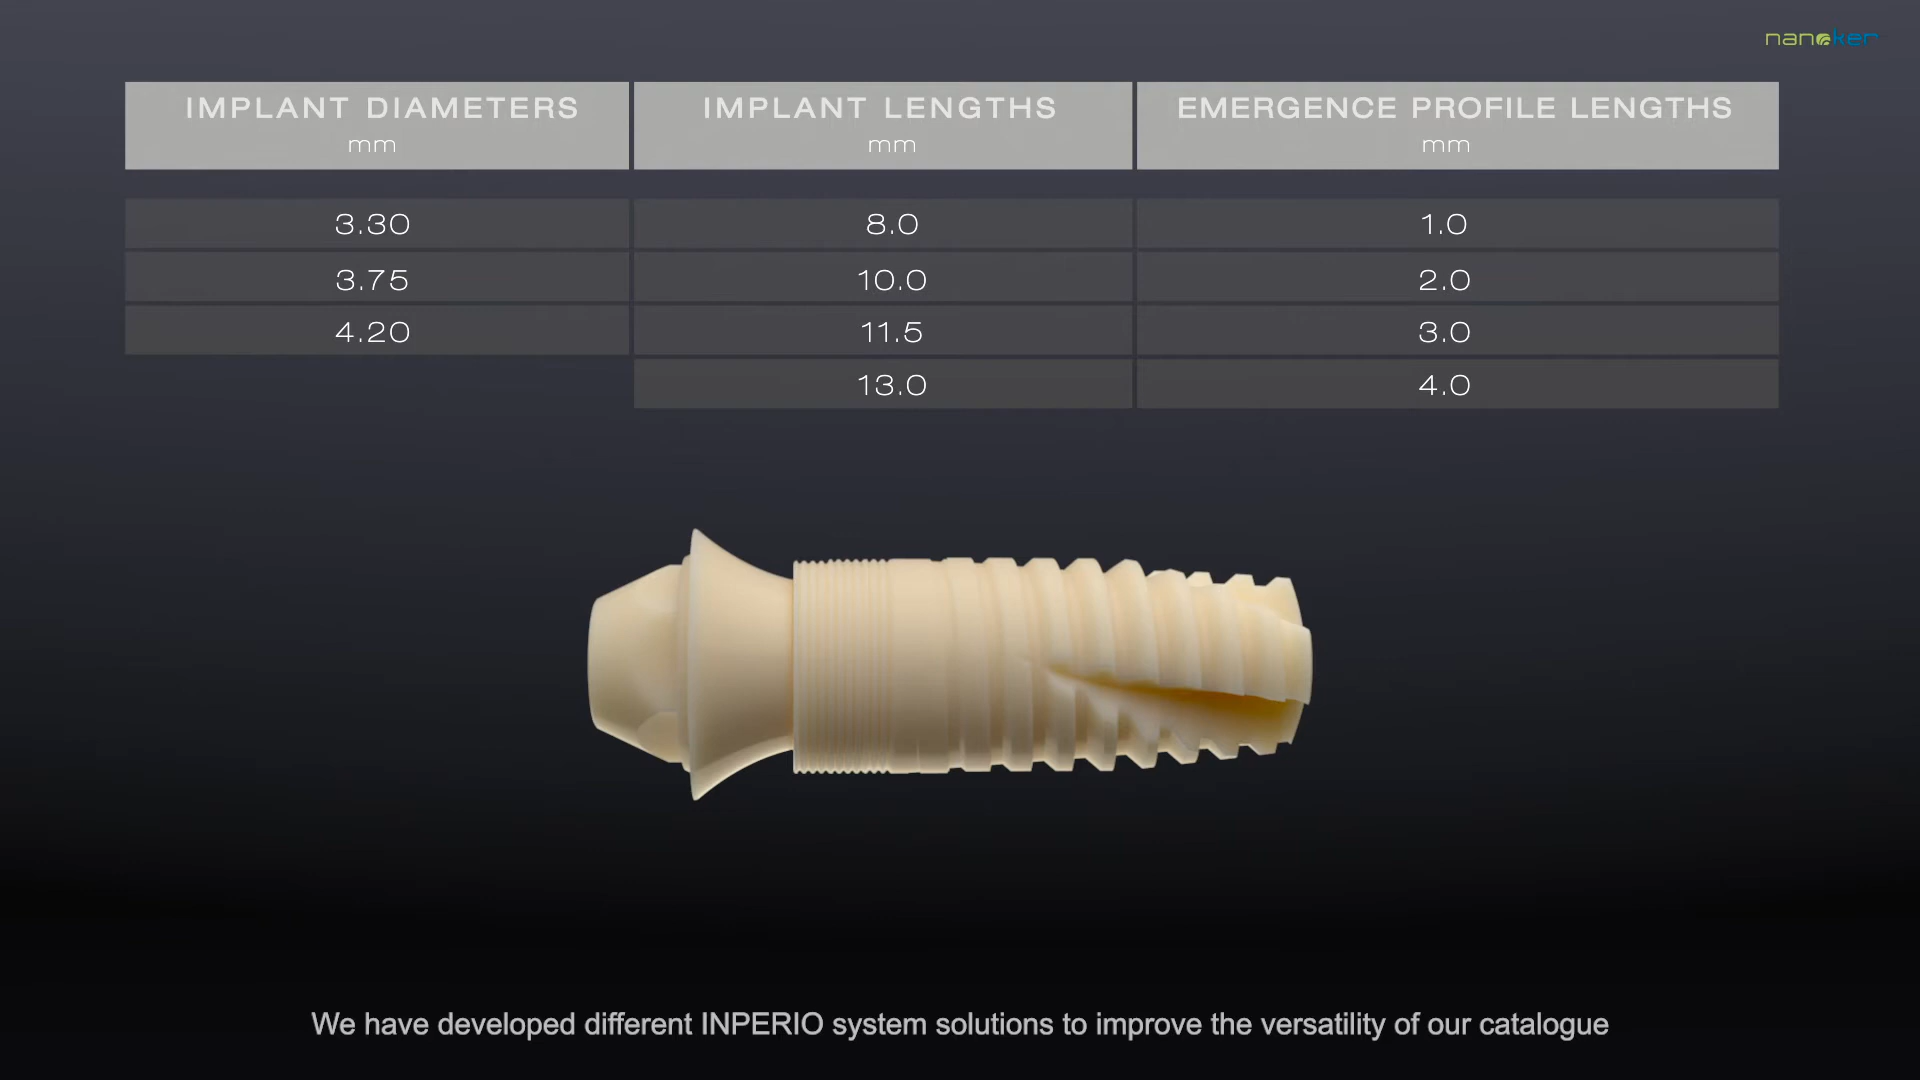 nanoker
IMPLANT DIAMETERS IMPLANT LENGTHS EMERGENCE PROFILE LENGTHS
mm mm mm
3.30 8.0 1.0
3.75 10.0 2.0
4.20 11.5 3.0
13.0 4.0
We have developed different INPERIO system solutions to improve the versatility of our catalogue